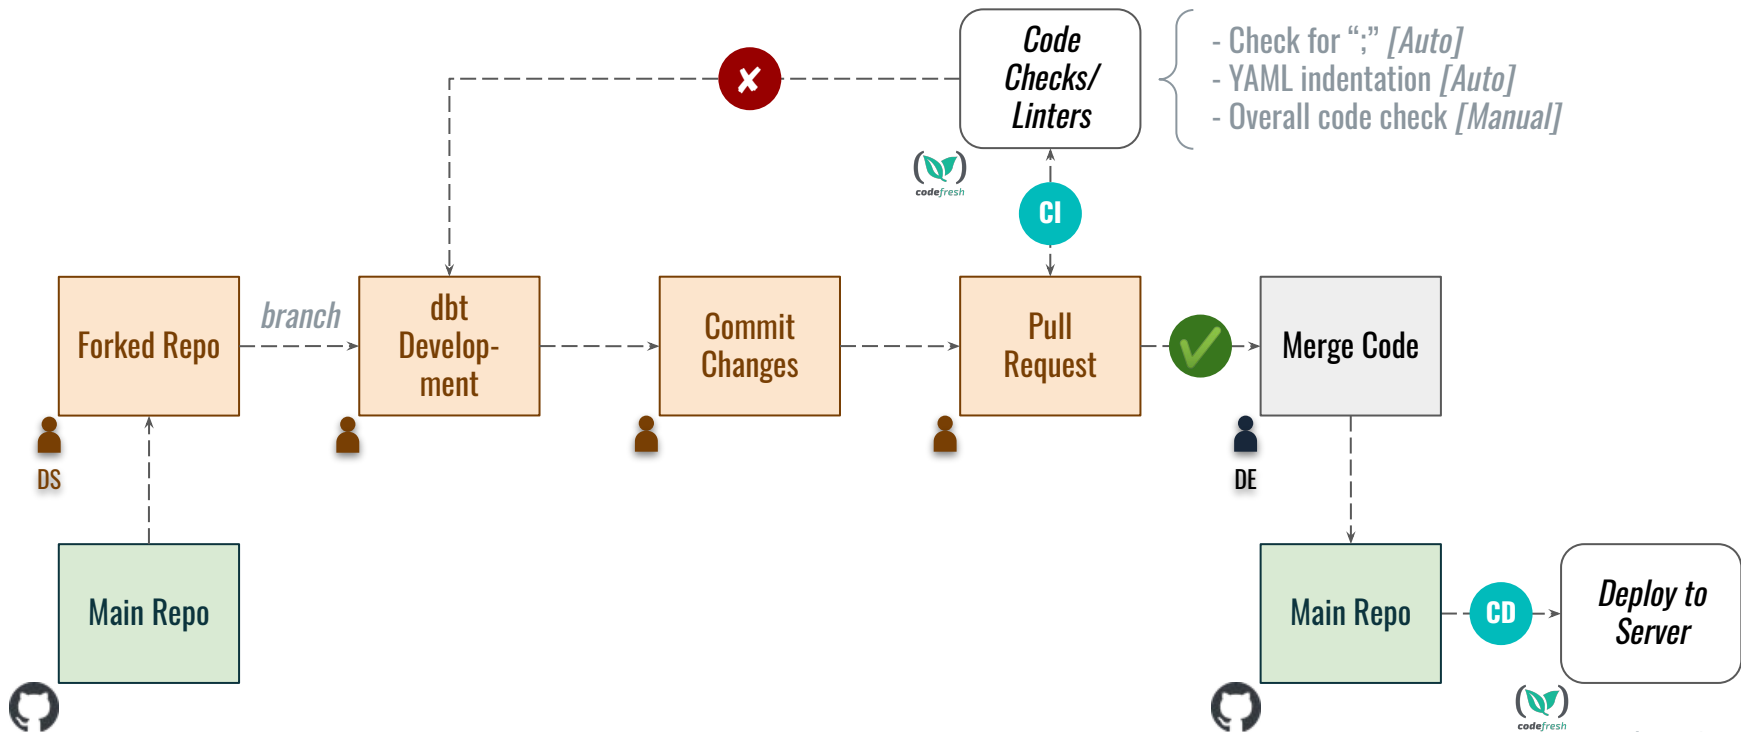 Code
Checks/
Linters
- Check for “;” [Auto]
- YAML indentation [Auto]
- Overall code check [Manual]
✘
codefresh
CI
Forked Repo
branch
dbt
Develop-
ment
Commit
Changes
Pull
Request
Merge Code
DS
DE
Main Repo
Main Repo
CD
Deploy to
Server
codefresh